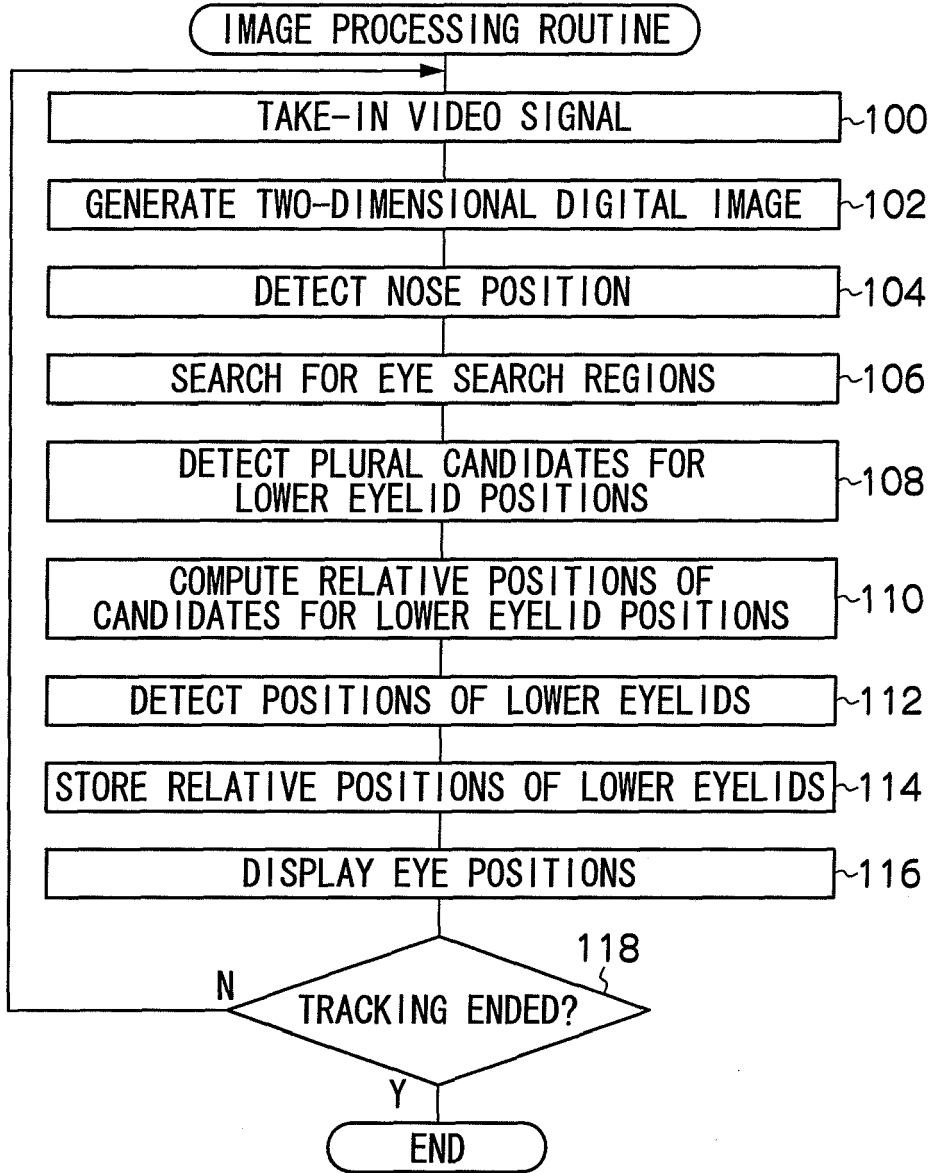 IMAGE PROCESSING ROUTINE
TAKE-IN VIDEO SIGNAL
100
GENERATE TWO-DIMENSIONAL DIGITAL IMAGE
102
DETECT NOSE POSITION
104
SEARCH FOR EYE SEARCH REGIONS
106
DETECT PLURAL CANDIDATES FOR
LOWER EYELID POSITIONS
108
COMPUTE RELATIVE POSITIONS OF
CANDIDATES FOR LOWER EYELID POSITIONS
110
DETECT POSITIONS OF LOWER EYELIDS
112
STORE RELATIVE POSITIONS OF LOWER EYELIDS
114
DISPLAY EYE POSITIONS
116
118
N
TRACKING ENDED?
Y
END